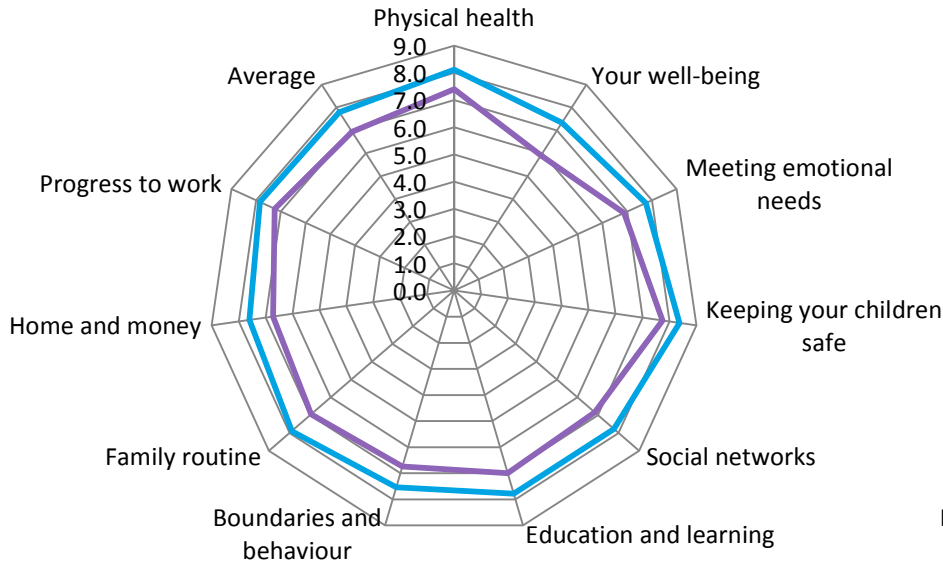 Physical health
9.0
8.0
7.0
6.0
5.0
4.0
3.0
2.0
1.0
0.0
Your well-being
Meeting emotional
needs
Keeping your children
safe
Social networks
Education and learning
Boundaries and
behaviour
Family routine
Home and money
Progress to work
Average